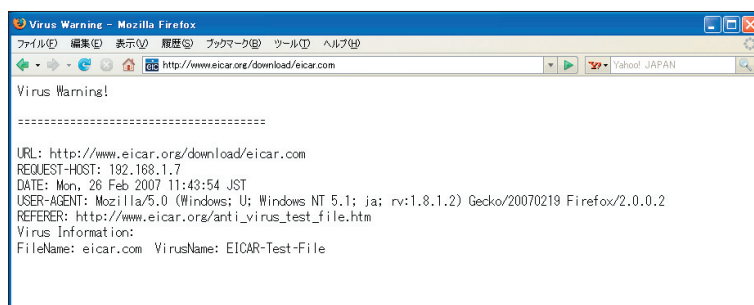 Virus Warning - Mozilla Firefox
ファイル(F) 編集(E) 表示(V) 履歴(S) ブックマーク(B) ツール(T) ヘルプ(H)
http://www.eicar.org/download/eicar.com Yahoo! JAPAN
Virus Warning!
======================================
URL: http://www.eicar.org/download/eicar.com
REQUEST-HOST: 192.168.1.7
DATE: Mon, 26 Feb 2007 11:43:54 JST
USER-AGENT: Mozilla/5.0 (Windows; U; Windows NT 5.1; ja; rv:1.8.1.2) Gecko/20070219 Firefox/2.0.0.2
REFERER: http://www.eicar.org/anti_virus_test_file.htm
Virus Information:
FileName: eicar.com VirusName: EICAR-Test-File